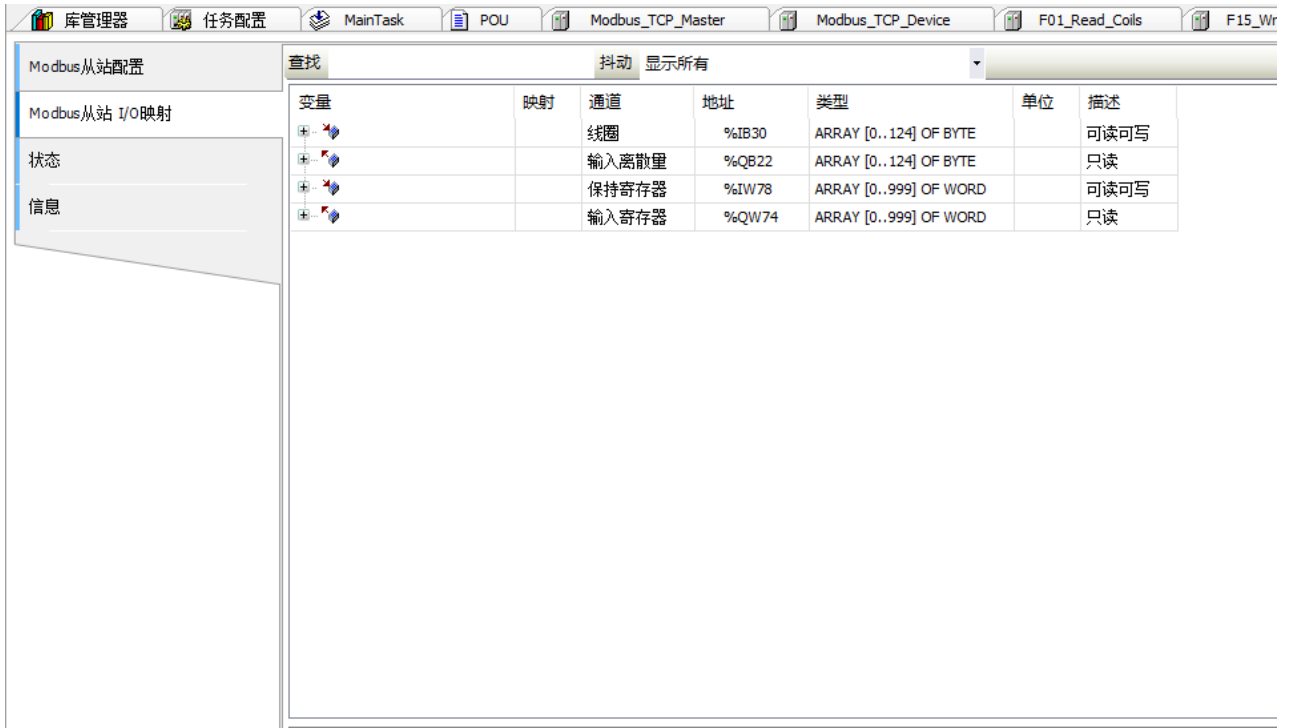 库管理器 任务配置 MainTask POU Modbus_TCP_Master Modbus_TCP_Device F01_Read_Coils F15_Wr
Modbus从站配置
Modbus从站 I/O映射
状态
信息
查找 抖动 显示所有
变量 映射 通道 地址 类型 单位 描述
线圈 %IB30 ARRAY [0..124] OF BYTE 可读可写
输入离散量 %QB22 ARRAY [0..124] OF BYTE 只读
保持寄存器 %IW78 ARRAY [0..999] OF WORD 可读可写
输入寄存器 %QW74 ARRAY [0..999] OF WORD 只读